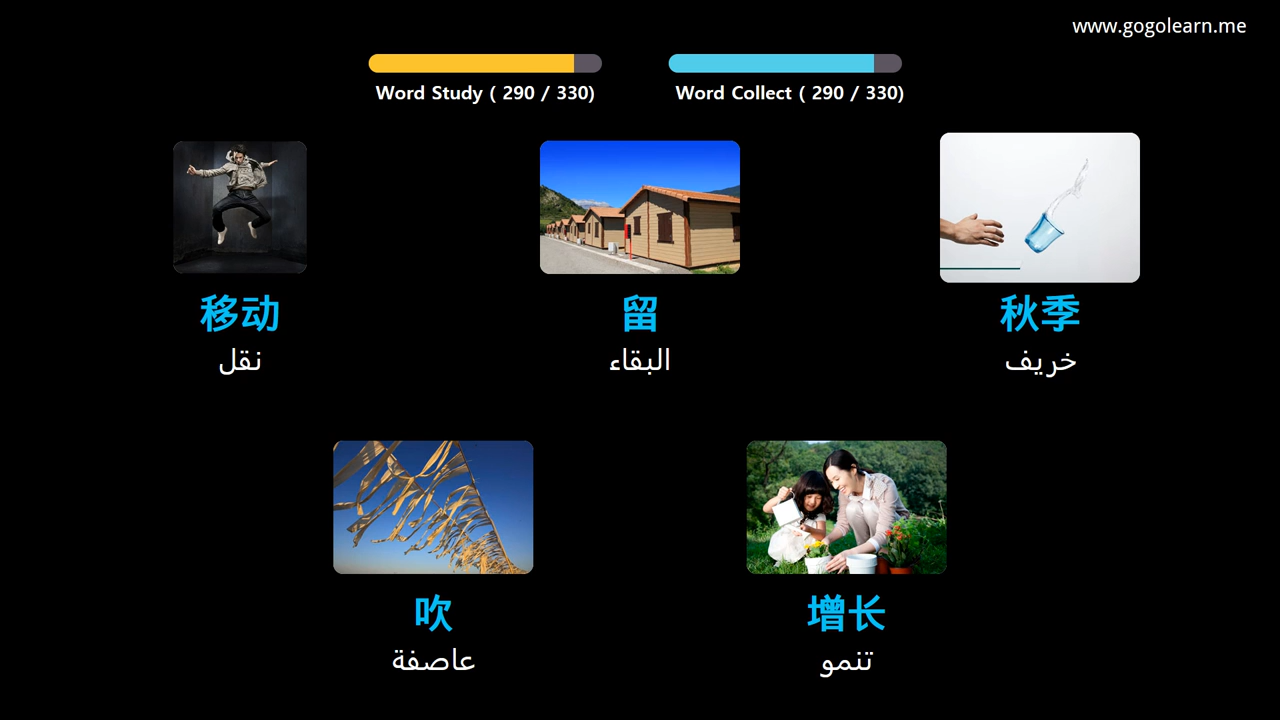 www.gogolearn.me
Word Study ( 290 / 330)
Word Collect ( 290 / 330)
移动
نقل
留
البقاء
秋季
خريف
吹
عاصفة
增长
تنمو